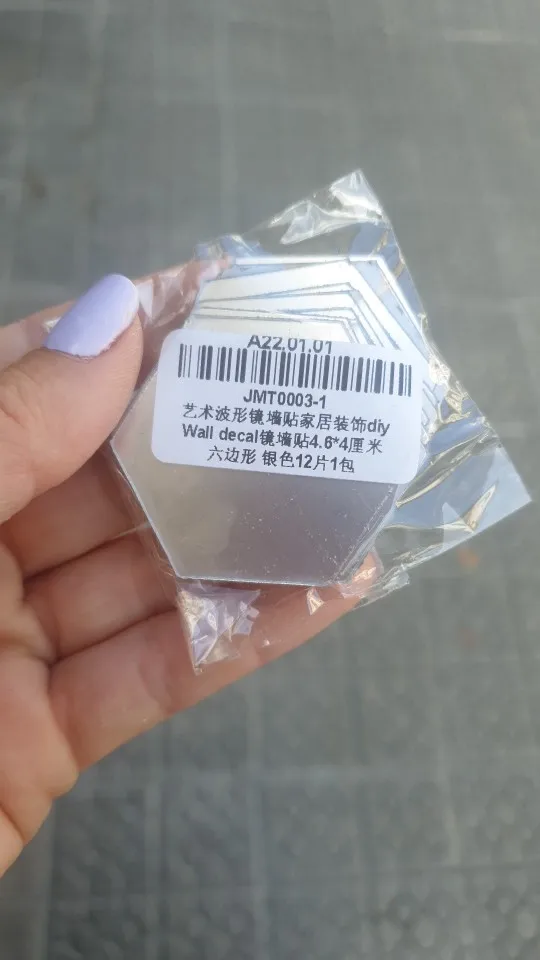 A22.01.01
JMT0003-1
艺术波形镜墙贴家居装饰diy
Wall decal镜墙贴4.6*4厘米
六边形 银色12片1包